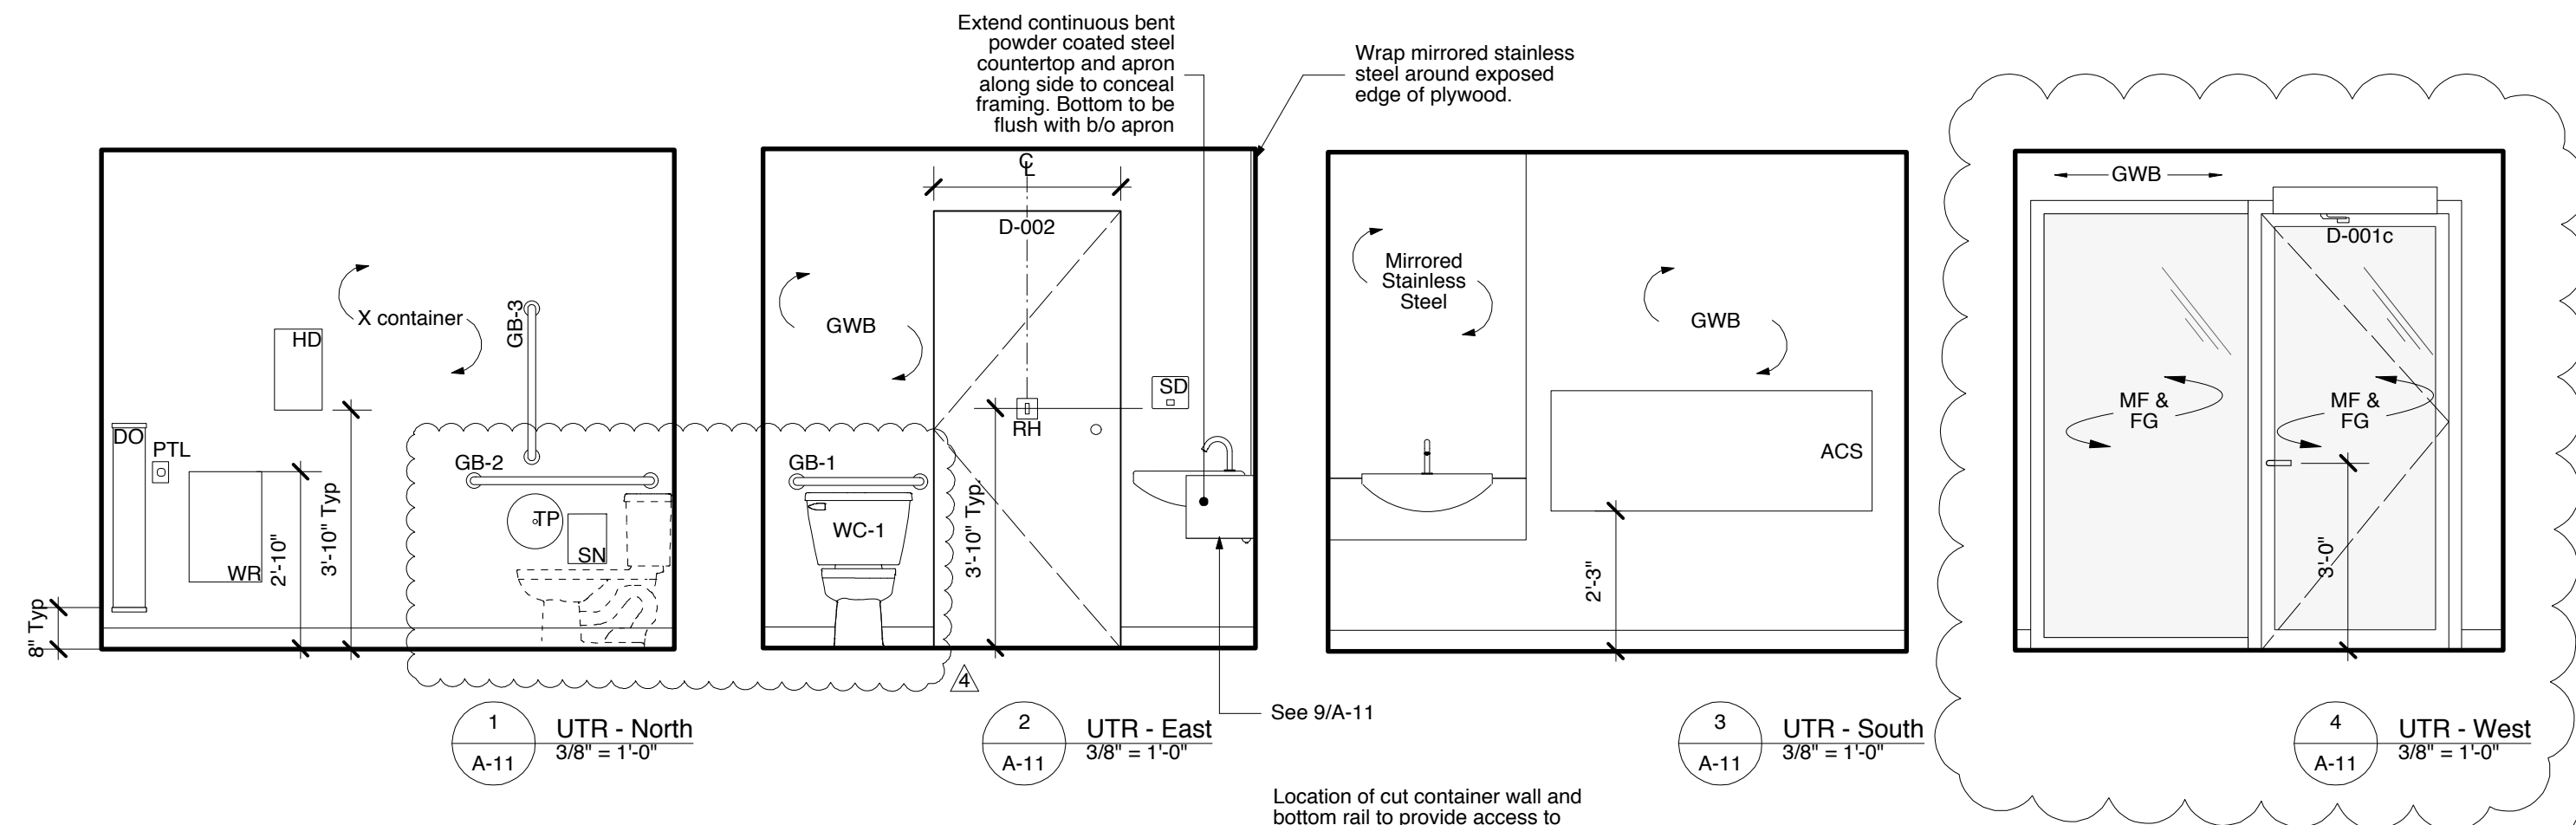 Extend continuous bent
powder coated steel
countertop and apron
along side to conceal
framing. Bottom to be
flush with b/o apron
Wrap mirrored stainless
steel around exposed
edge of plywood.
X container
HD
GB-3
DO
PTL
WR
2'-10"
3'-10" Typ
8" Typ
GB-2
TP
SN
1
A-11
UTR - North
3/8" = 1'-0"
℄
D-002
GWB
SD
RH
GB-1
WC-1
3'-10" Typ.
4
See 9/A-11
2
A-11
UTR - East
3/8" = 1'-0"
Mirrored
Stainless
Steel
GWB
ACS
2'-3"
3
A-11
UTR - South
3/8" = 1'-0"
GWB
D-001c
MF &
FG
MF &
FG
3'-0"
4
A-11
UTR - West
3/8" = 1'-0"
Location of cut container wall and
bottom rail to provide access to